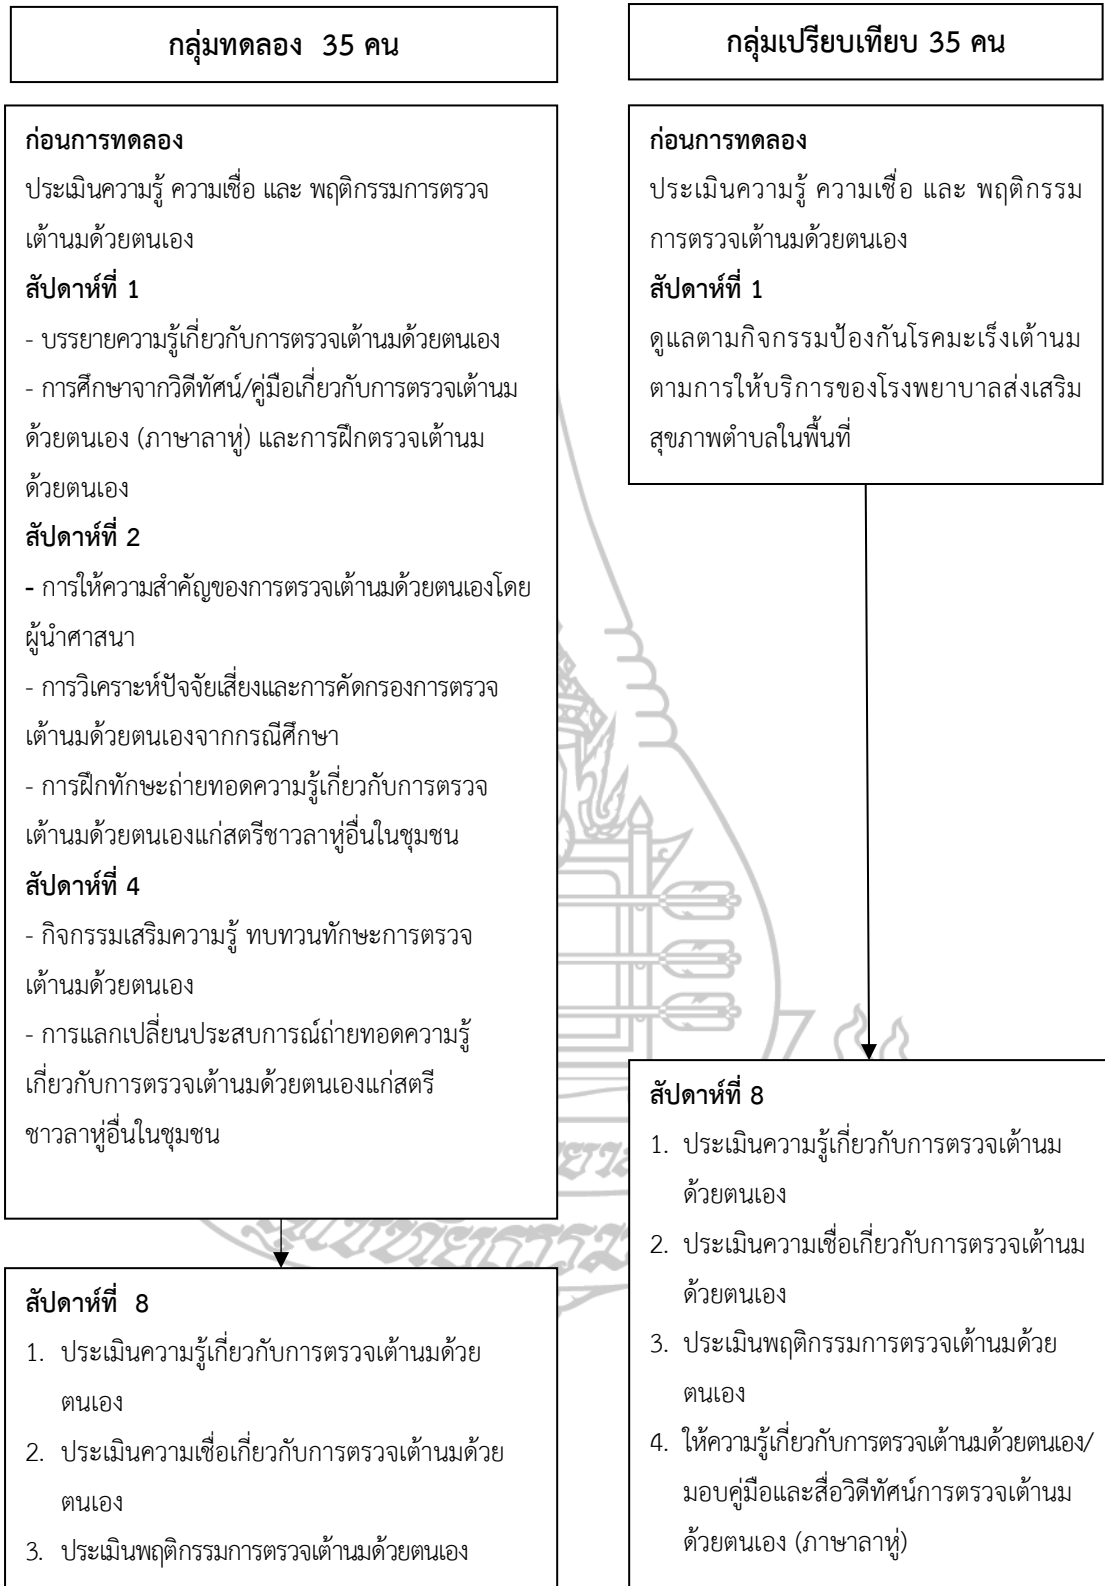 กลุ่มทดลอง 35 คน
ก่อนการทดลอง
ประเมินความรู้ ความเชื่อ และ พฤติกรรมการตรวจ
เต้านมด้วยตนเอง
สัปดาห์ที่ 1
- บรรยายความรู้เกี่ยวกับการตรวจเต้านมด้วยตนเอง
- การศึกษาจากวิดีทัศน์/คู่มือเกี่ยวกับการตรวจเต้านม
ด้วยตนเอง (ภาษาลาหู่) และการฝึกตรวจเต้านม
ด้วยตนเอง
สัปดาห์ที่ 2
- การให้ความสำคัญของการตรวจเต้านมด้วยตนเองโดย
ผู้นำศาสนา
- การวิเคราะห์ปัจจัยเสี่ยงและการคัดกรองการตรวจ
เต้านมด้วยตนเองจากกรณีศึกษา
- การฝึกทักษะถ่ายทอดความรู้เกี่ยวกับการตรวจ
เต้านมด้วยตนเองแก่สตรีชาวลาหู่อื่นในชุมชน
สัปดาห์ที่ 4
- กิจกรรมเสริมความรู้ ทบทวนทักษะการตรวจ
เต้านมด้วยตนเอง
- การแลกเปลี่ยนประสบการณ์ถ่ายทอดความรู้
เกี่ยวกับการตรวจเต้านมด้วยตนเองแก่สตรี
ชาวลาหู่อื่นในชุมชน
สัปดาห์ที่ 8
1. ประเมินความรู้เกี่ยวกับการตรวจเต้านมด้วย
ตนเอง
2. ประเมินความเชื่อเกี่ยวกับการตรวจเต้านมด้วย
ตนเอง
3. ประเมินพฤติกรรมการตรวจเต้านมด้วยตนเอง
กลุ่มเปรียบเทียบ 35 คน
ก่อนการทดลอง
ประเมินความรู้ ความเชื่อ และ พฤติกรรม
การตรวจเต้านมด้วยตนเอง
สัปดาห์ที่ 1
ดูแลตามกิจกรรมป้องกันโรคมะเร็งเต้านม
ตามการให้บริการของโรงพยาบาลส่งเสริม
สุขภาพตำบลในพื้นที่
สัปดาห์ที่ 8
1. ประเมินความรู้เกี่ยวกับการตรวจเต้านม
ด้วยตนเอง
2. ประเมินความเชื่อเกี่ยวกับการตรวจเต้านม
ด้วยตนเอง
3. ประเมินพฤติกรรมการตรวจเต้านมด้วย
ตนเอง
4. ให้ความรู้เกี่ยวกับการตรวจเต้านมด้วยตนเอง/
มอบคู่มือและสื่อวิดีทัศน์การตรวจเต้านม
ด้วยตนเอง (ภาษาลาหู่)